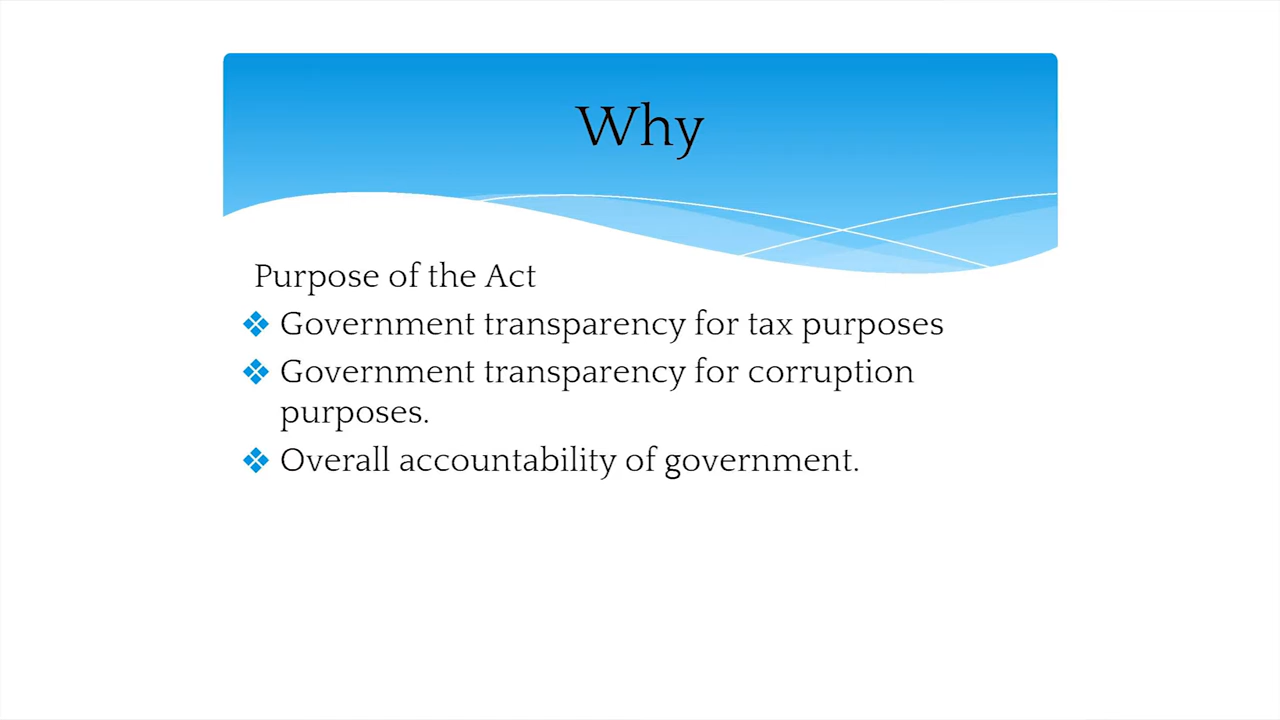 Why
Purpose of the Act
Government transparency for tax purposes
Government transparency for corruption
purposes.
Overall accountability of government.